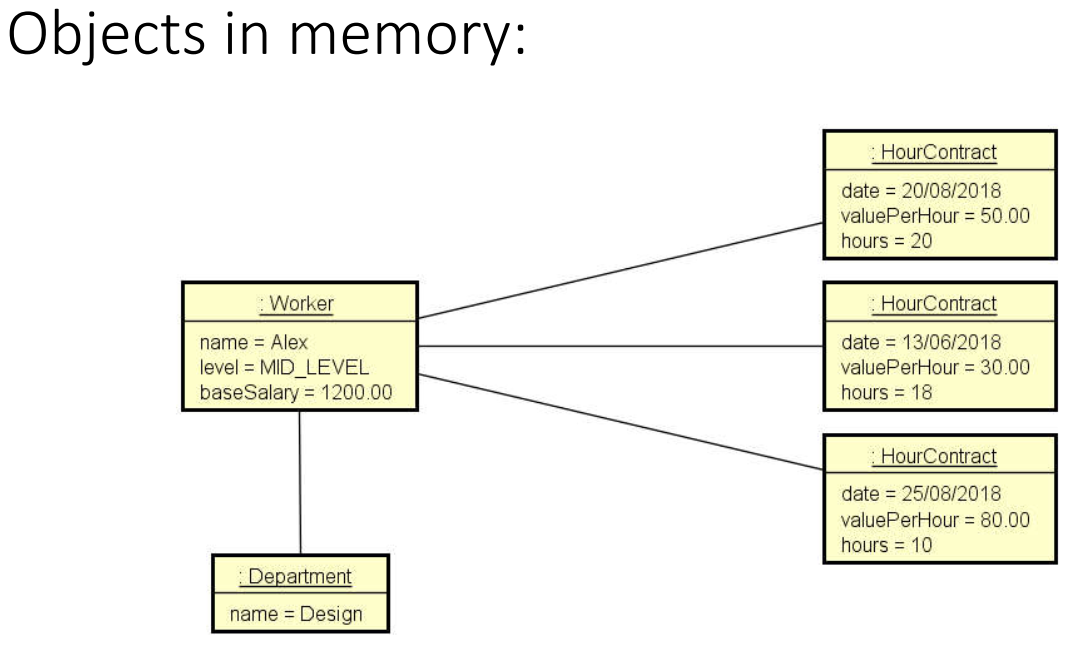 Objects in memory:
: HourContract
date = 20/08/2018
valuePerHour = 50.00
hours = 20
: Worker
name = Alex
level = MID_LEVEL
baseSalary = 1200.00
: HourContract
date = 13/06/2018
valuePerHour = 30.00
hours = 18
: HourContract
date = 25/08/2018
valuePerHour = 80.00
hours = 10
: Department
name = Design